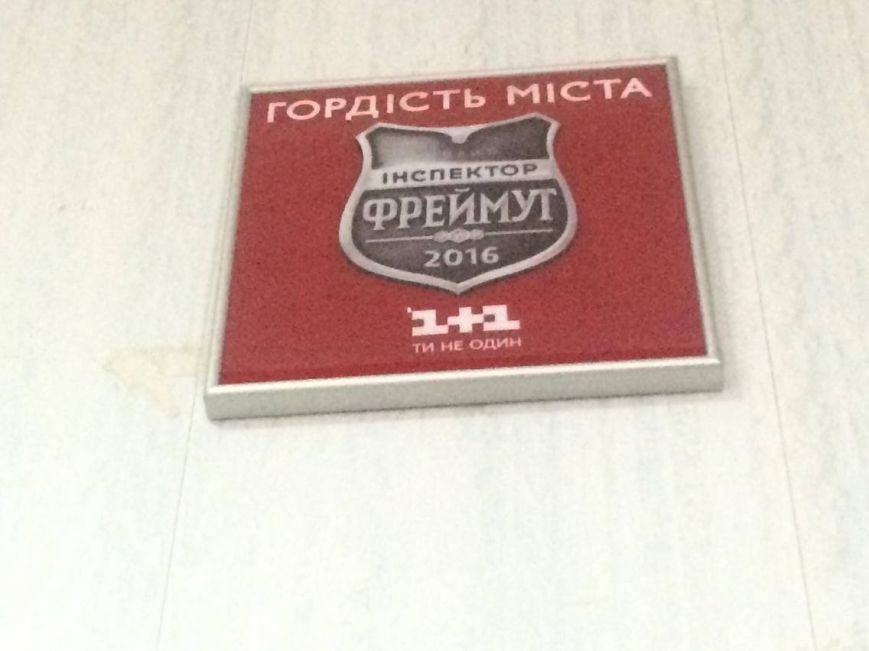 ГОРДІСТЬ МІСТА
ІНСПЕКТОР
ФРЕЙМУТ
2016
1+1
ТИ НЕ ОДИН